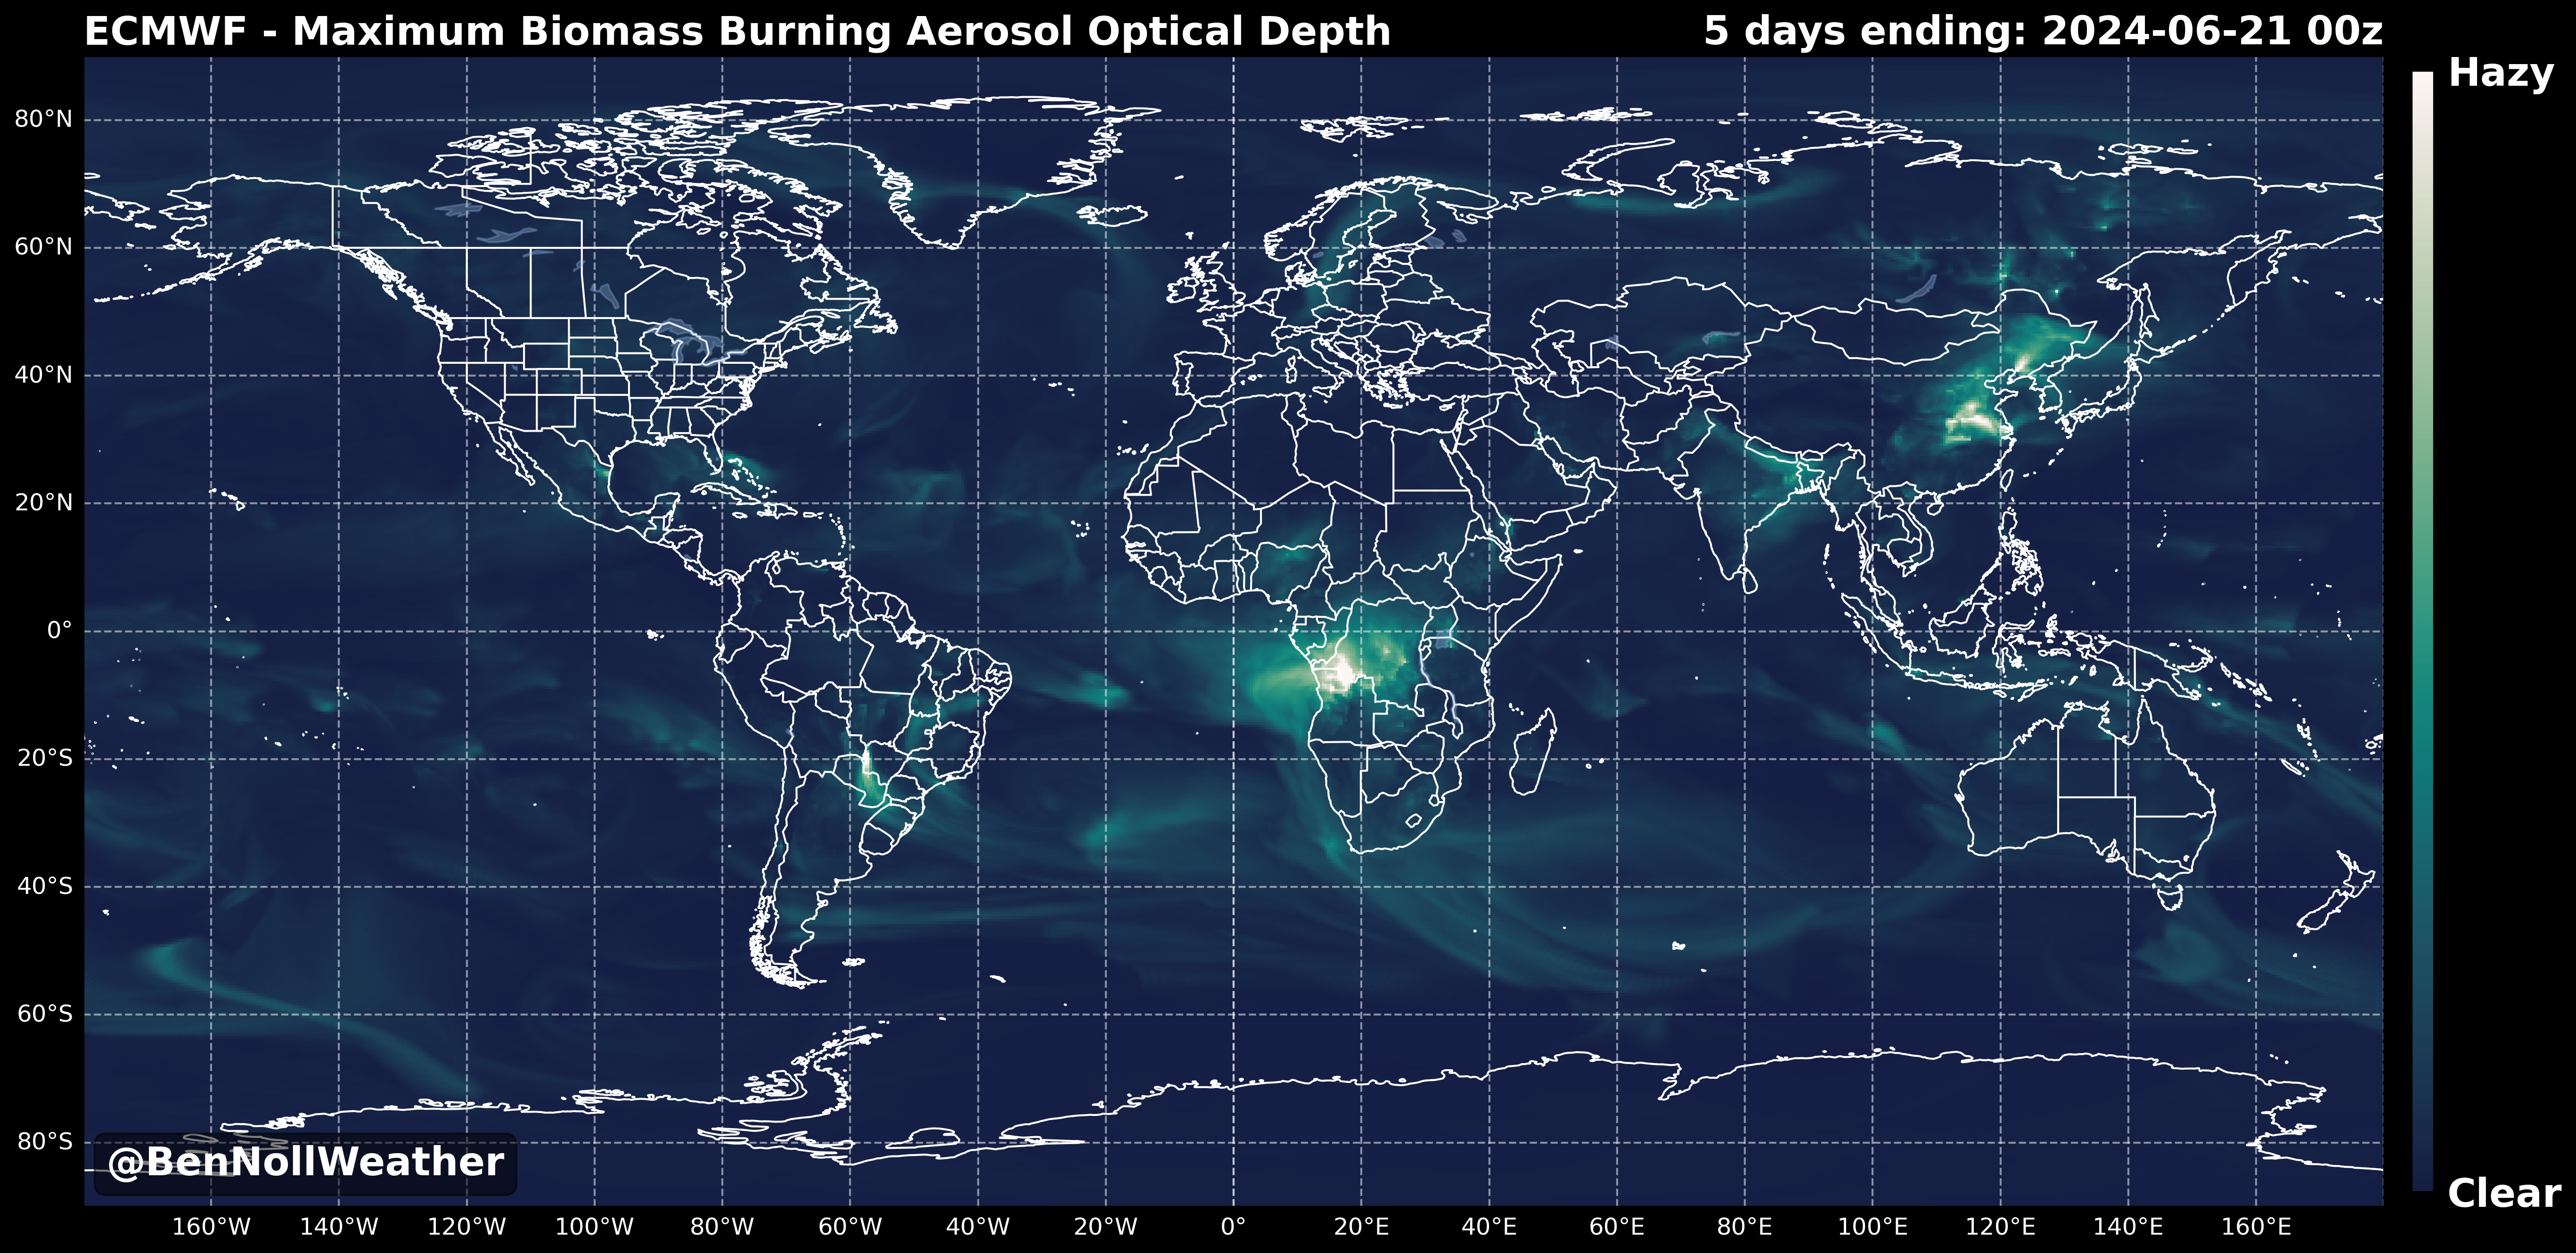 ECMWF - Maximum Biomass Burning Aerosol Optical Depth
5 days ending: 2024-06-21 00z
Hazy
80°N
60°N
40°N
20°N
0°
20°S
40°S
60°S
80°S
@BenNollWeather
Clear
160°W 140°W 120°W 100°W 80°W 60°W 40°W 20°W 0° 20°E 40°E 60°E 80°E 100°E 120°E 140°E 160°E